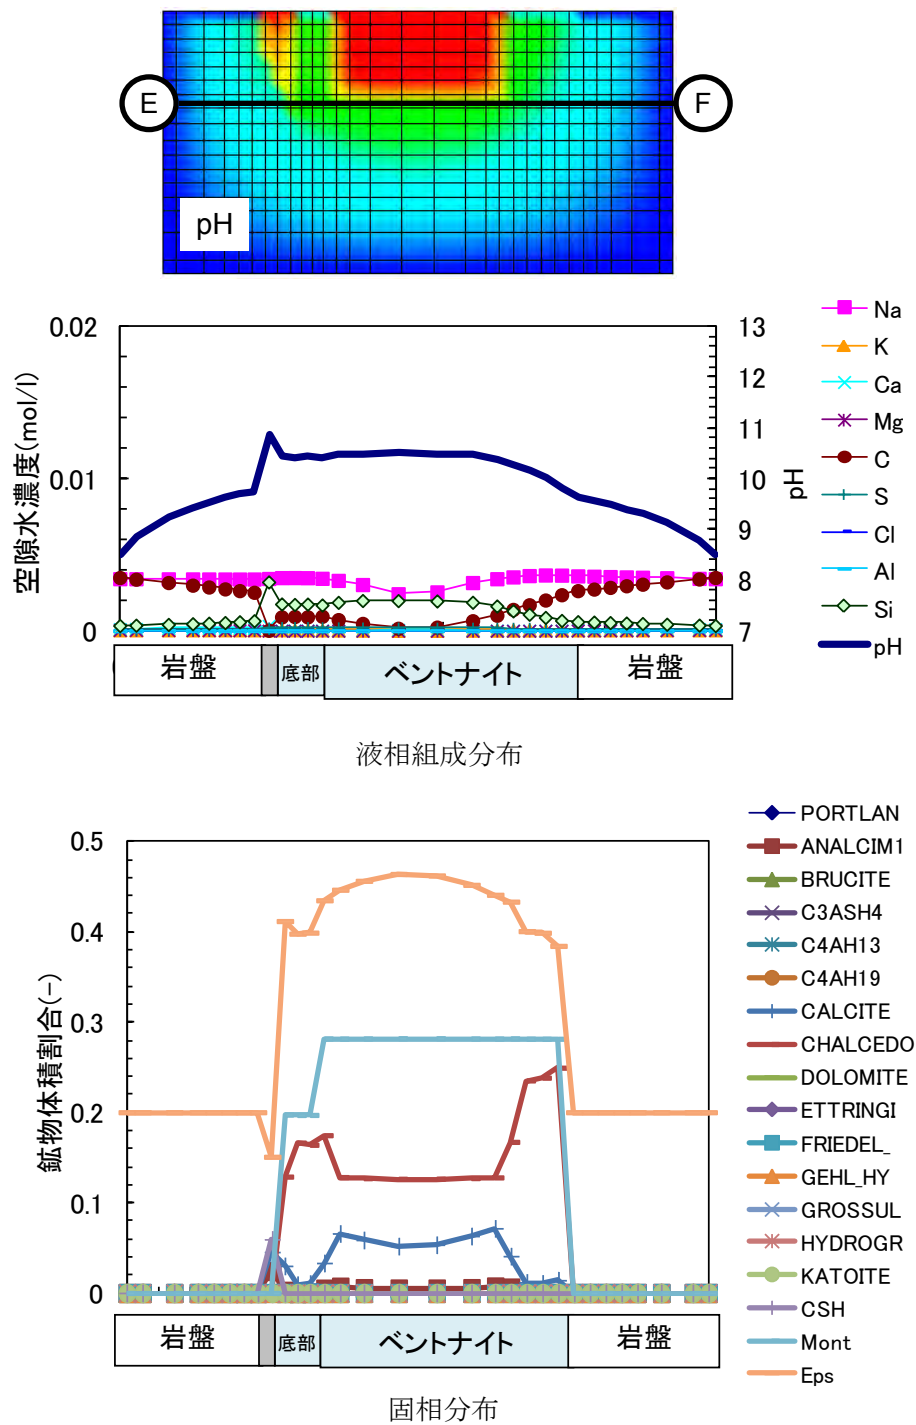 E
F
pH
0.02
0.01
0
空隙水濃度(mol/l)
13
12
11
10
9
8
7
pH
Na
K
Ca
Mg
C
S
Cl
Al
Si
pH
岩盤
底部
ベントナイト
岩盤
液相組成分布
0.5
0.4
0.3
0.2
0.1
0
鉱物体積割合(-)
PORTLAN
ANALCIM1
BRUCITE
C3ASH4
C4AH13
C4AH19
CALCITE
CHALCEDO
DOLOMITE
ETTRINGI
FRIEDEL_
GEHL_HY
GROSSUL
HYDROGR
KATOITE
CSH
Mont
Eps
岩盤
底部
ベントナイト
岩盤
固相分布